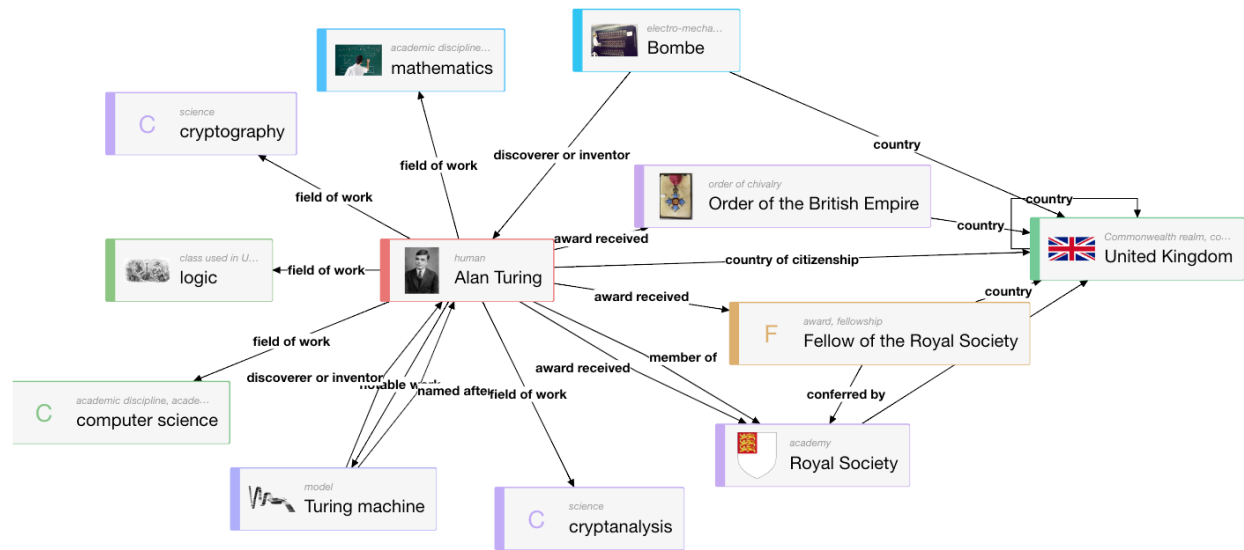 academic discipline...
mathematics
electro-mecha...
Bombe
C
science
cryptography
discoverer or inventor
country
field of work
field of work
order of chivalry
Order of the British Empire
country
country
award received
class used in U...
logic
field of work
human
Alan Turing
country of citizenship
Commonwealth realm, co...
United Kingdom
award received
country
F
award, fellowship
Fellow of the Royal Society
field of work
member of
award received
discoverer or inventor
notable work
named after
field of work
conferred by
C
academic discipline, acade...
computer science
academy
Royal Society
model
Turing machine
C
science
cryptanalysis